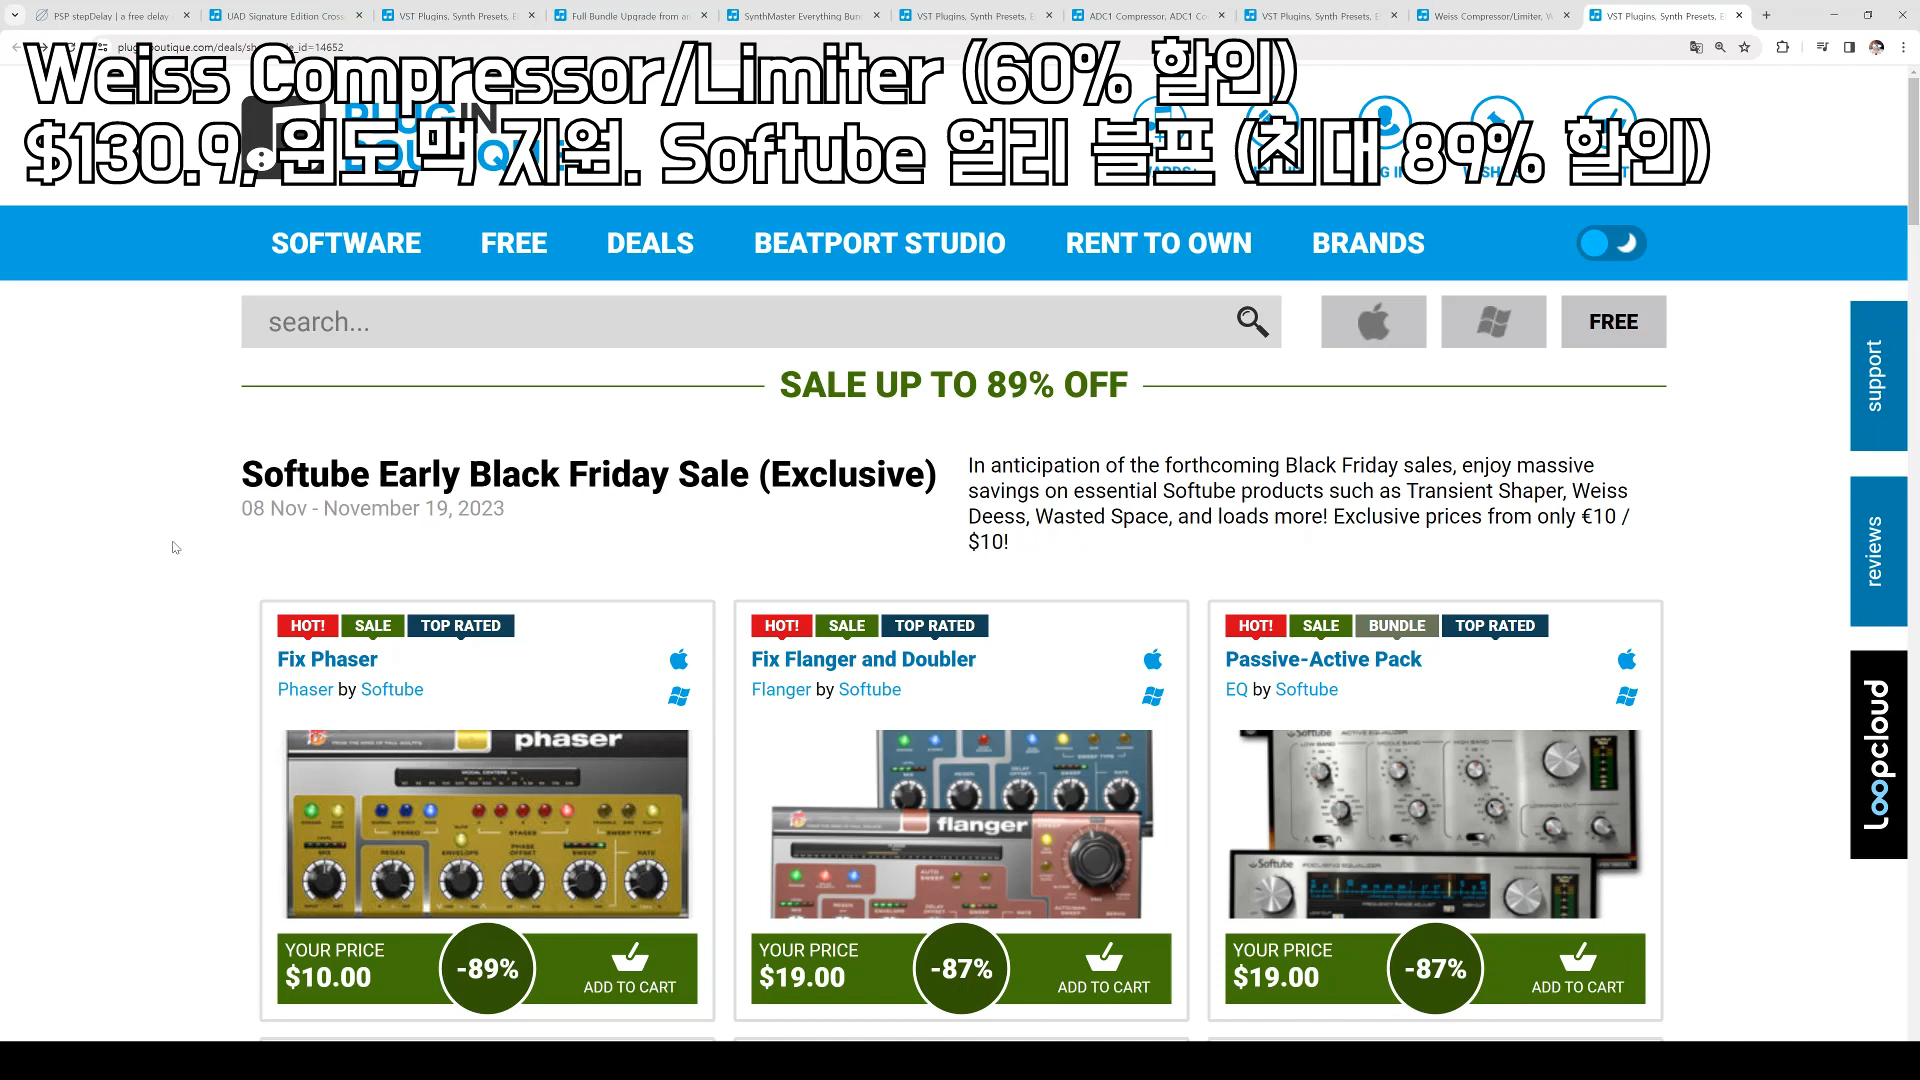 PSP stepDelay | a free delay
UAD Signature Edition Cross
VST Plugins, Synth Presets, E
Full Bundle Upgrade from an
SynthMaster Everything Bun
VST Plugins, Synth Presets, E
ADC1 Compressor, ADC1 Co
VST Plugins, Synth Presets, E
Weiss Compressor/Limiter, W
VST Plugins, Synth Presets, E
Weiss Compressor/Limiter (60% 할인)
$130.9, 윈도,맥 지원. Softube 얼리 블프 (최대 89% 할인)
SOFTWARE FREE DEALS BEATPORT STUDIO RENT TO OWN BRANDS
search...
FREE
SALE UP TO 89% OFF
Softube Early Black Friday Sale (Exclusive)
08 Nov - November 19, 2023
In anticipation of the forthcoming Black Friday sales, enjoy massive
savings on essential Softube products such as Transient Shaper, Weiss
Deess, Wasted Space, and loads more! Exclusive prices from only €10 /
$10!
support
reviews
loopcloud
HOT! SALE TOP RATED
Fix Phaser
Phaser by Softube
phaser
YOUR PRICE
$10.00
-89%
ADD TO CART
HOT! SALE TOP RATED
Fix Flanger and Doubler
Flanger by Softube
flanger
YOUR PRICE
$19.00
-87%
ADD TO CART
HOT! SALE BUNDLE TOP RATED
Passive-Active Pack
EQ by Softube
Softube
YOUR PRICE
$19.00
-87%
ADD TO CART